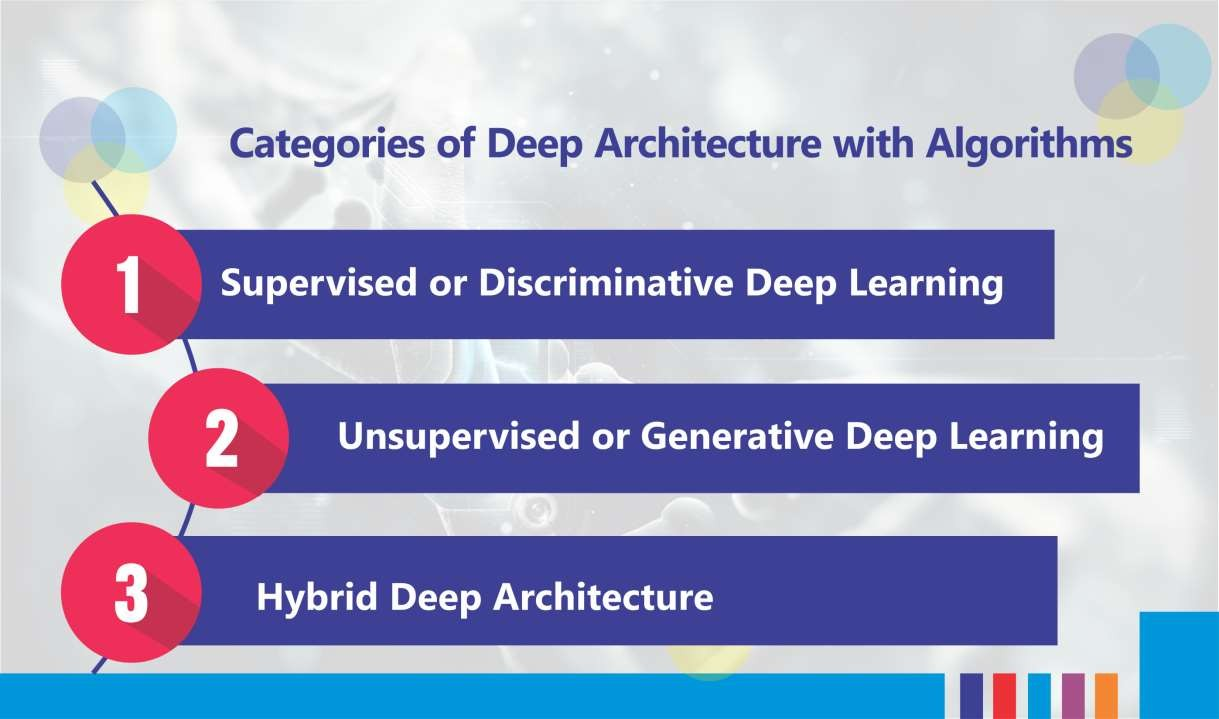 Categories of Deep Architecture with Algorithms
1
Supervised or Discriminative Deep Learning
2
Unsupervised or Generative Deep Learning
3
Hybrid Deep Architecture